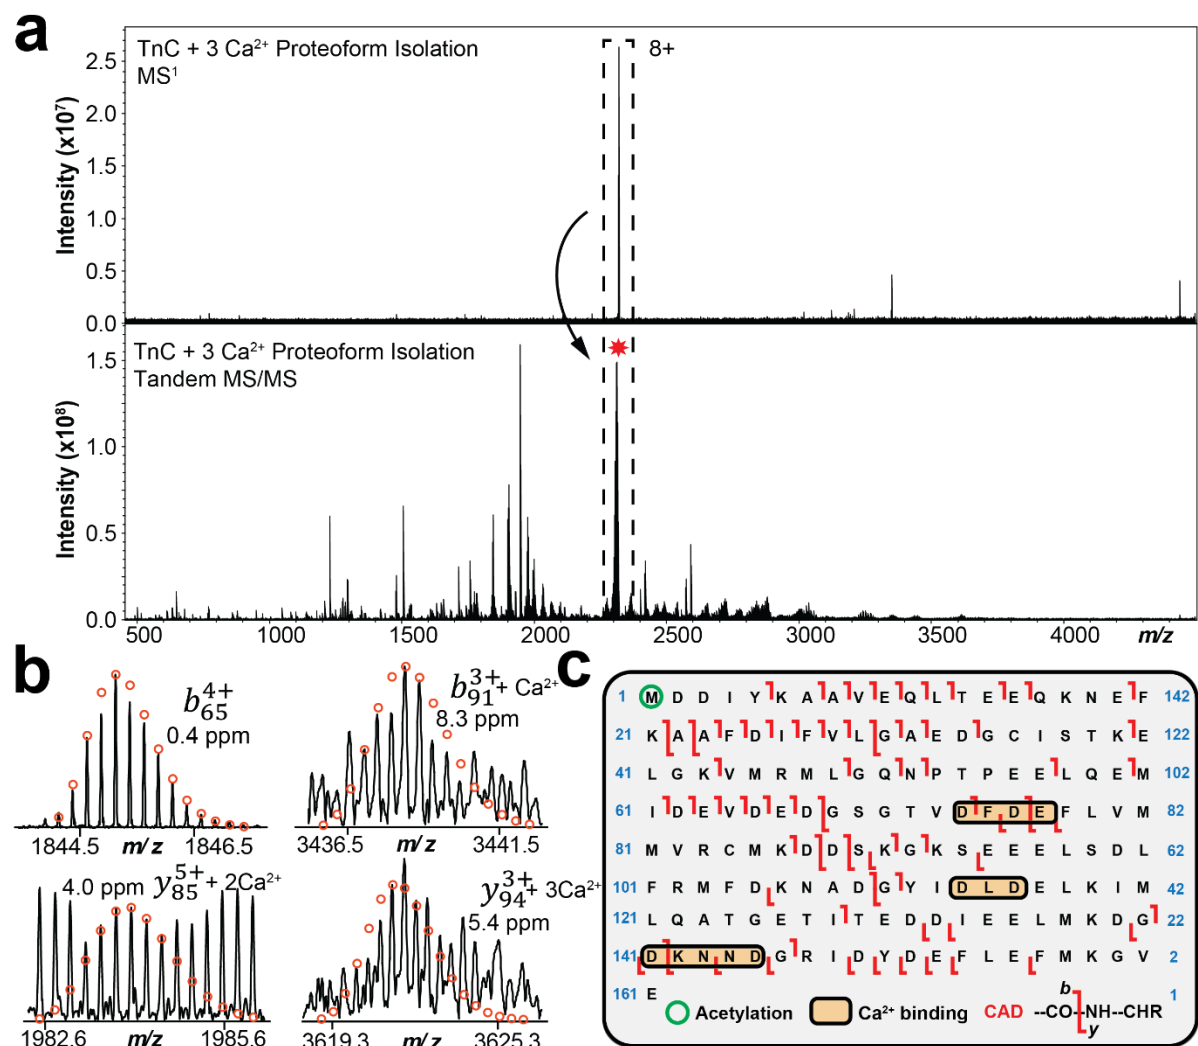 a
TnC + 3 Ca²⁺ Proteoform Isolation
MS¹
8+
Intensity (x10⁷)
2.5
2.0
1.5
1.0
0.5
0.0
TnC + 3 Ca²⁺ Proteoform Isolation
Tandem MS/MS
Intensity (x10⁸)
1.5
1.0
0.5
0.0
500 1000 1500 2000 2500 3000 3500 4000 m/z
b
b₆₅⁴⁺
0.4 ppm
1844.5 m/z 1846.5
b₉₁³⁺ + Ca²⁺
8.3 ppm
3436.5 m/z 3441.5
4.0 ppm y₈₅⁵⁺ + 2Ca²⁺
1982.6 m/z 1985.6
y₉₄³⁺ + 3Ca²⁺
5.4 ppm
3619.3 m/z 3625.3
c
1 M D D I Y K A A V E Q L T E E Q K N E F 142
21 K A A F D I F V L G A E D G C I S T K E 122
41 L G K V M R M L G Q N P T P E E L Q E M 102
61 I D E V D E D G S G T V D F D E F L V M 82
81 M V R C M K D D S K G K S E E E L S D L 62
101 F R M F D K N A D G Y I D L D E L K I M 42
121 L Q A T G E T I T E D D I E E L M K D G 22
141 D K N N D G R I D Y D E F L E F M K G V 2
161 E 1
Acetylation
Ca²⁺ binding
CAD
b
--CO--NH--CHR
y